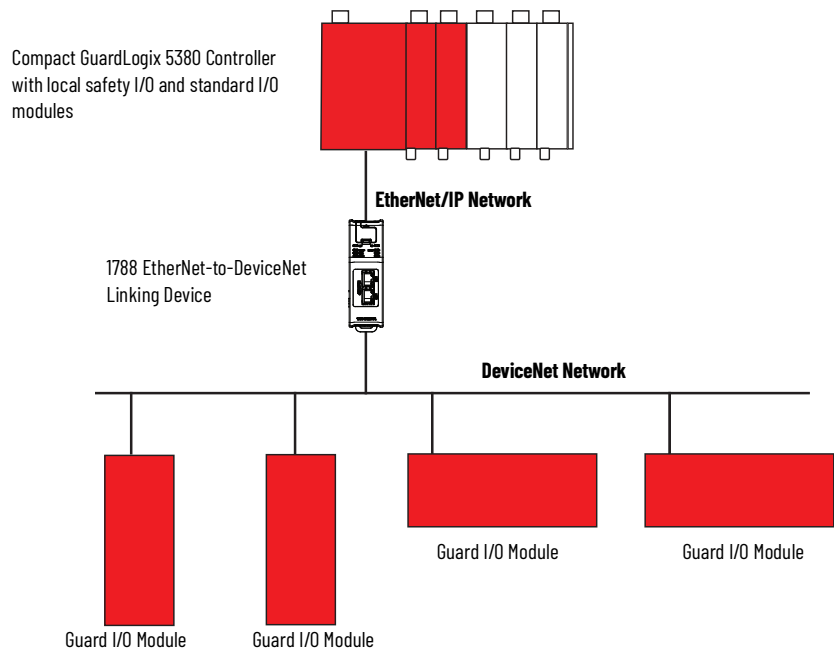 Compact GuardLogix 5380 Controller
with local safety I/O and standard I/O
modules
EtherNet/IP Network
1788 EtherNet-to-DeviceNet
Linking Device
DeviceNet Network
Guard I/O Module
Guard I/O Module
Guard I/O Module
Guard I/O Module